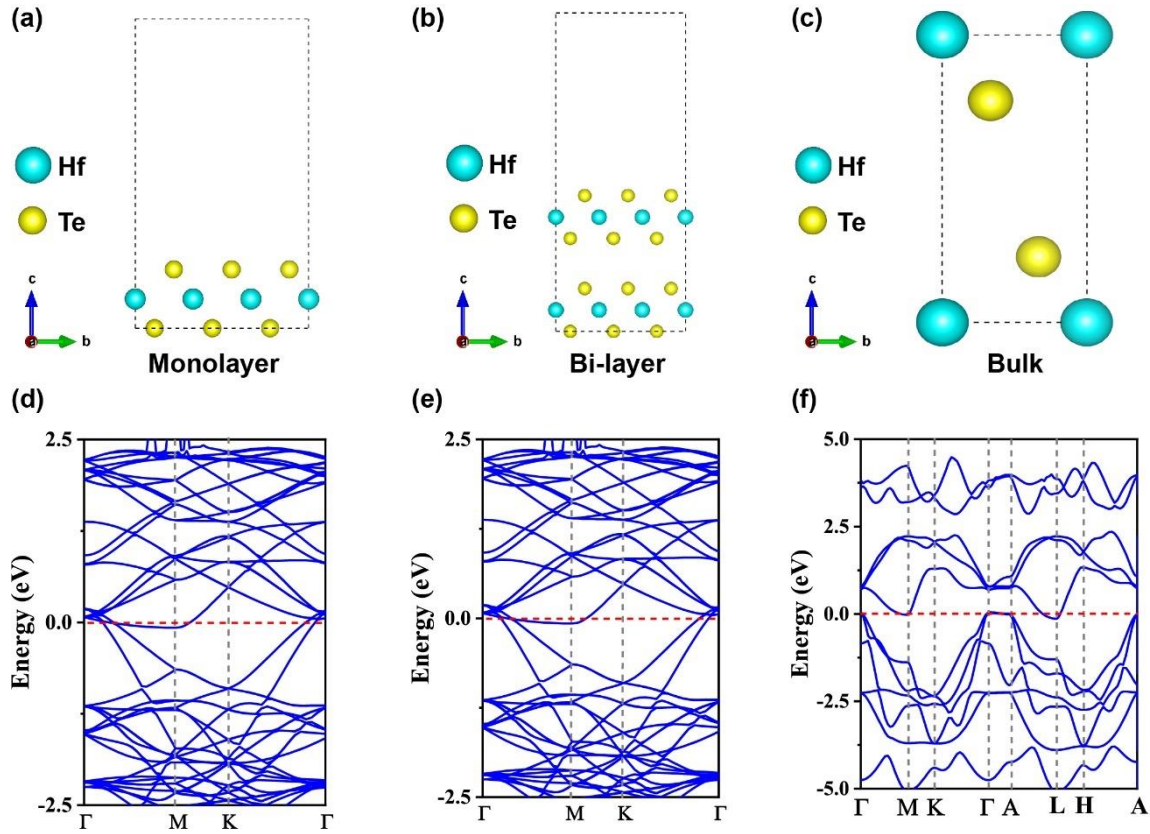 (a)
Hf
Te
c
a
b
Monolayer
(b)
Hf
Te
c
a
b
Bi-layer
(c)
Hf
Te
c
a
b
Bulk
(d)
Energy (eV)
2.5
0.0
-2.5
Γ M K Γ
(e)
Energy (eV)
2.5
0.0
-2.5
Γ M K Γ
(f)
Energy (eV)
5.0
2.5
0.0
-2.5
-5.0
Γ M K Γ A L H A